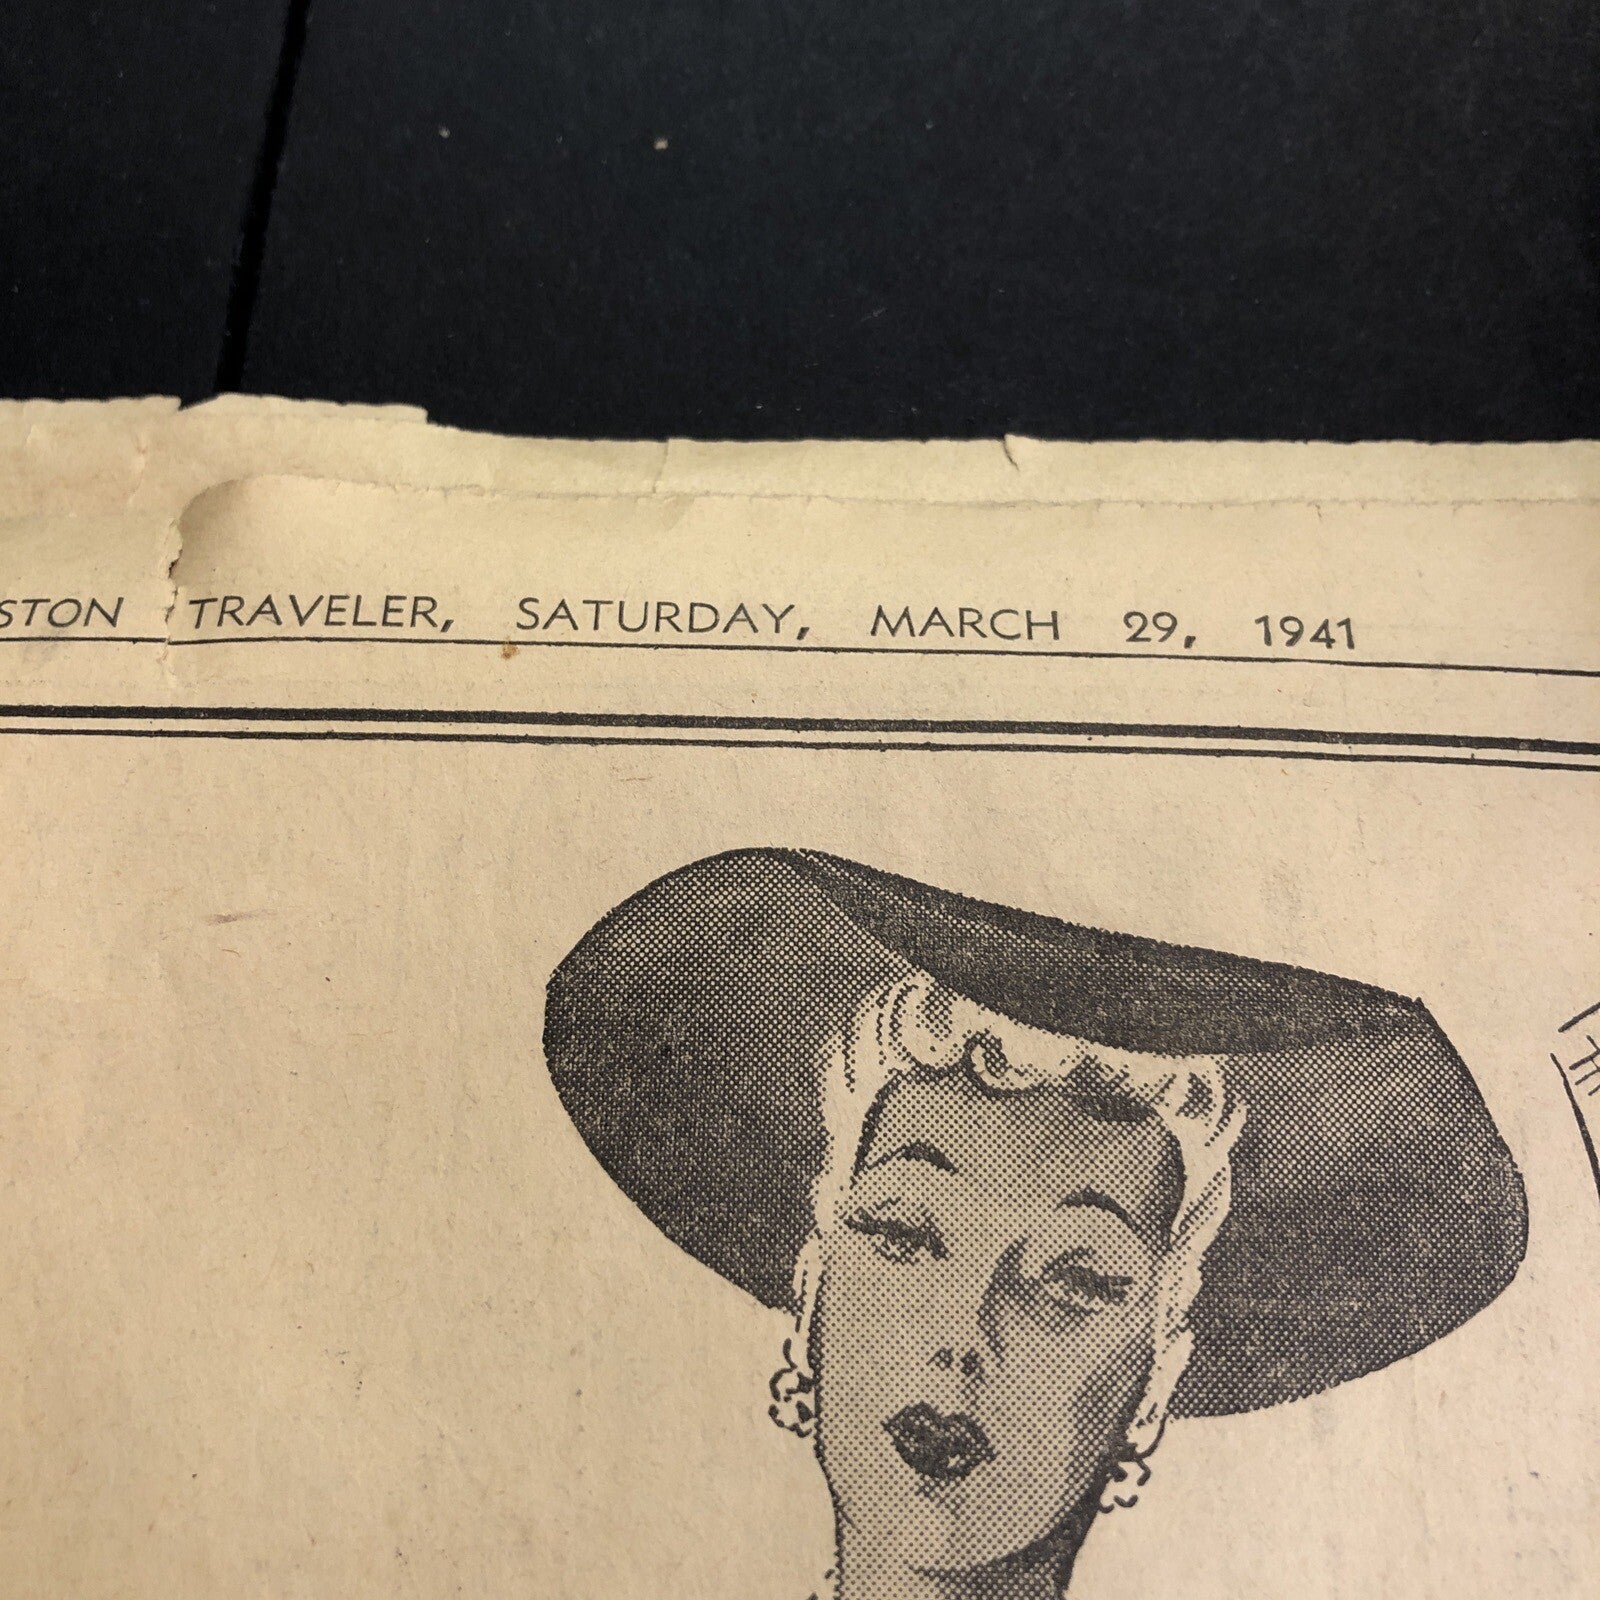 STON TRAVELER, SATURDAY, MARCH 29, 1941